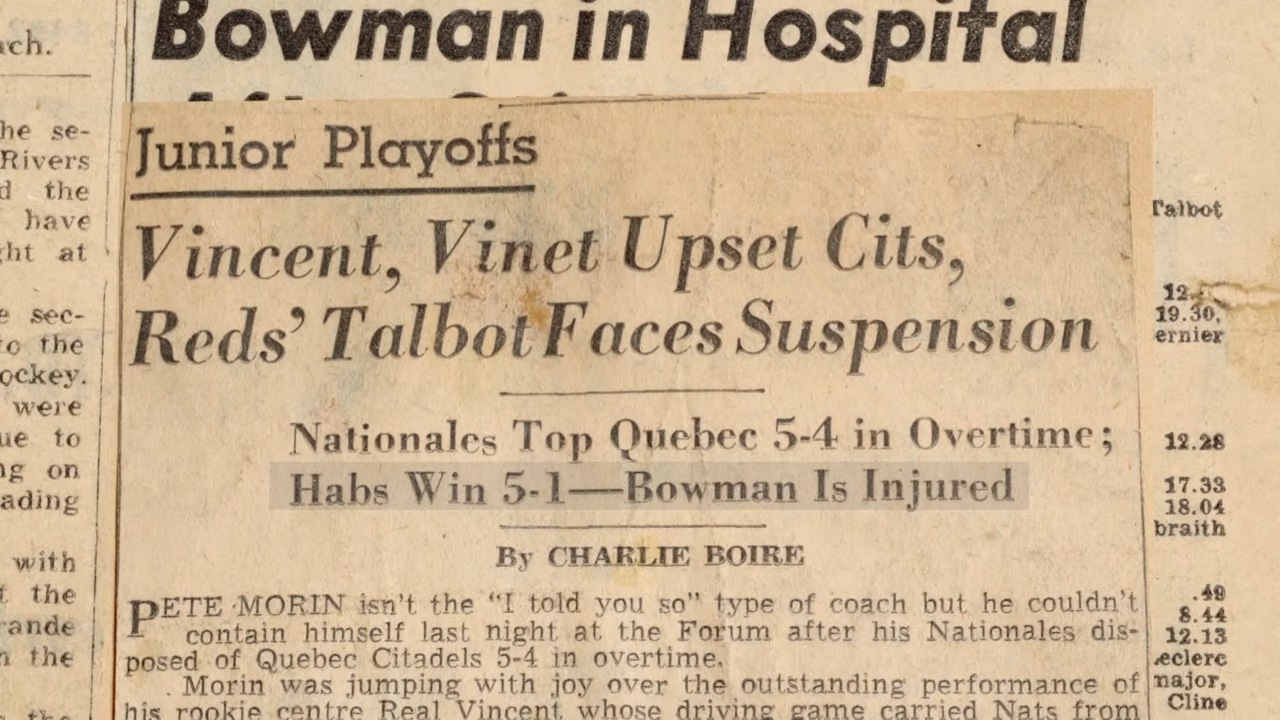 Bowman in Hospital
ach.
he se-
Rivers
d the
have
ght at
e sec-
to the
ockey.
were
ue to
ng on
ading
with
t the
rande
n the
the
Junior Playoffs
Vincent, Vinet Upset Cits,
Reds' Talbot Faces Suspension
Nationales Top Quebec 5-4 in Overtime;
Habs Win 5-1—Bowman Is Injured
By CHARLIE BOIRE
PETE MORIN isn't the "I told you so" type of coach but he couldn't
contain himself last night at the Forum after his Nationales dis-
posed of Quebec Citadels 5-4 in overtime.
Morin was jumping with joy over the outstanding performance of
his rookie centre Real Vincent whose driving game carried Nats from
Talbot
12.
19.30,
ernier
12.28
17.33
18.04
braith
.49
8.44
12.13
eclerc
major,
Cline